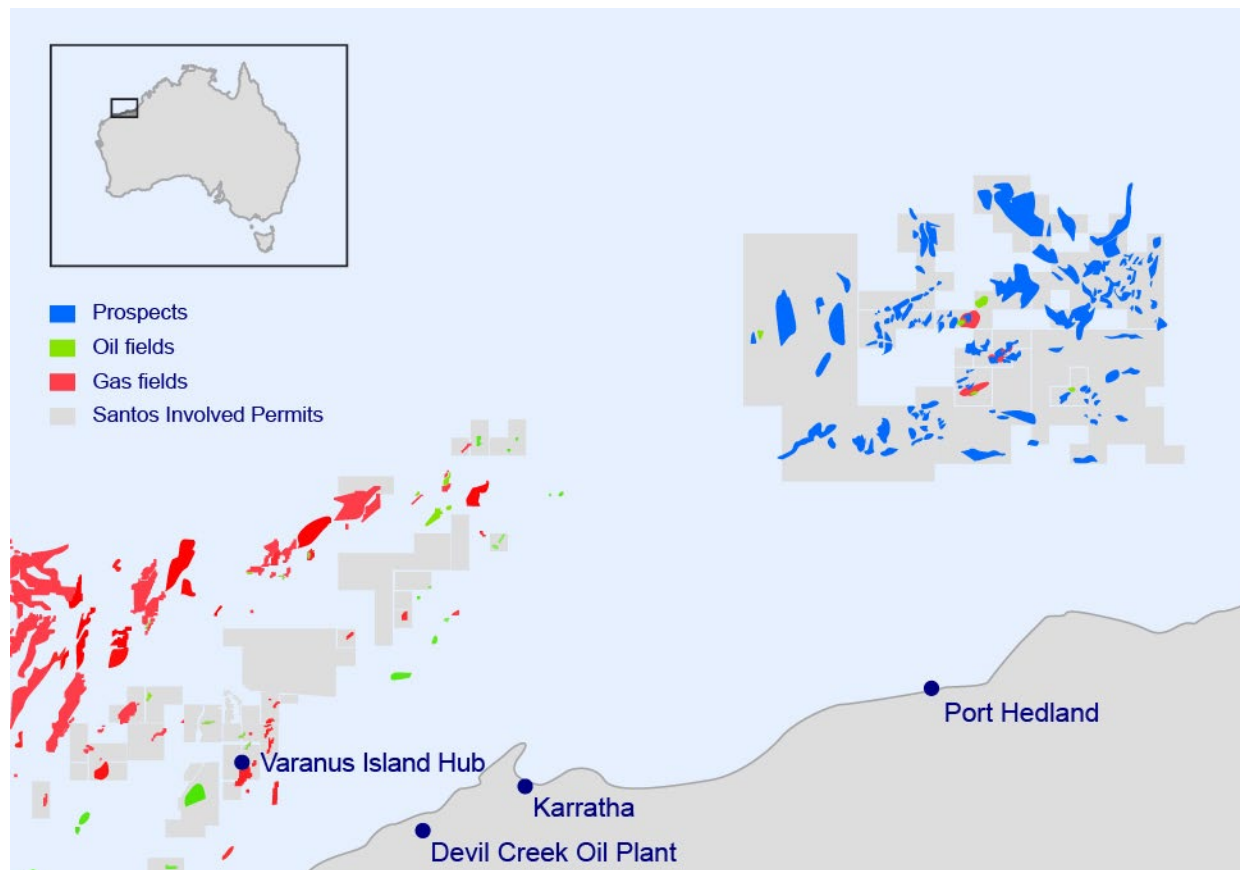 Prospects
Oil fields
Gas fields
Santos Involved Permits
Port Hedland
Varanus Island Hub
Karratha
Devil Creek Oil Plant